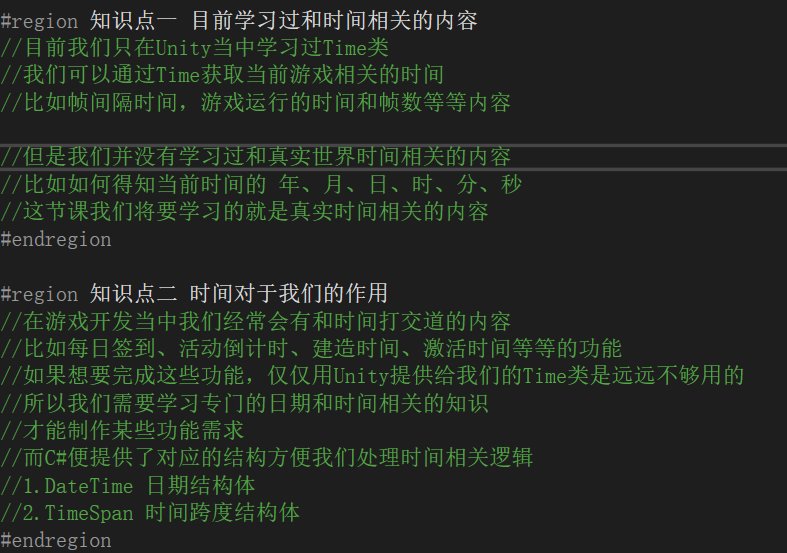 #region 知识点一 目前学习过和时间相关的内容
//目前我们只在Unity当中学习过Time类
//我们可以通过Time获取当前游戏相关的时间
//比如帧间隔时间，游戏运行的时间和帧数等等内容
//但是我们并没有学习过和真实世界时间相关的内容
//比如如何得知当前时间的 年、月、日、时、分、秒
//这节课我们将要学习的就是真实时间相关的内容
#endregion
#region 知识点二 时间对于我们的作用
//在游戏开发当中我们经常会有和时间打交道的内容
//比如每日签到、活动倒计时、建造时间、激活时间等等的功能
//如果想要完成这些功能，仅仅用Unity提供给我们的Time类是远远不够用的
//所以我们需要学习专门的日期和时间相关的知识
//才能制作某些功能需求
//而C#便提供了对应的结构方便我们处理时间相关逻辑
//1.DateTime 日期结构体
//2.TimeSpan 时间跨度结构体
#endregion